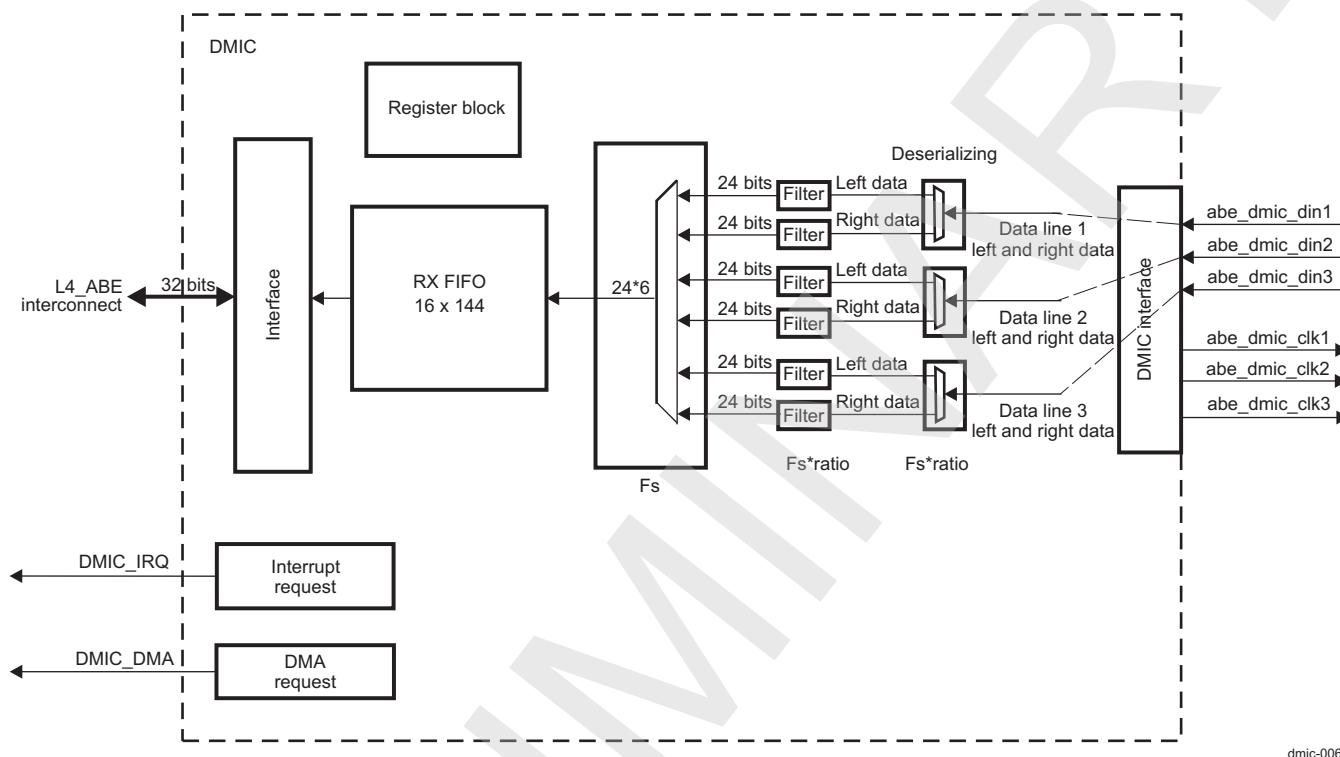 DMIC
Register block
Deserializing
24 bits
Filter
Left data
24 bits
Filter
Right data
Data line 1
left and right data
24 bits
Filter
Left data
24 bits
Filter
Right data
Data line 2
left and right data
24 bits
Filter
Left data
24 bits
Filter
Right data
Data line 3
left and right data
abe_dmic_din1
abe_dmic_din2
abe_dmic_din3
abe_dmic_clk1
abe_dmic_clk2
abe_dmic_clk3
DMIC interface
L4_ABE
interconnect
32 bits
Interface
RX FIFO
16 x 144
24*6
Fs
Fs*ratio
Fs*ratio
DMIC_IRQ
Interrupt
request
DMIC_DMA
DMA
request
dmic-006
IMINAR